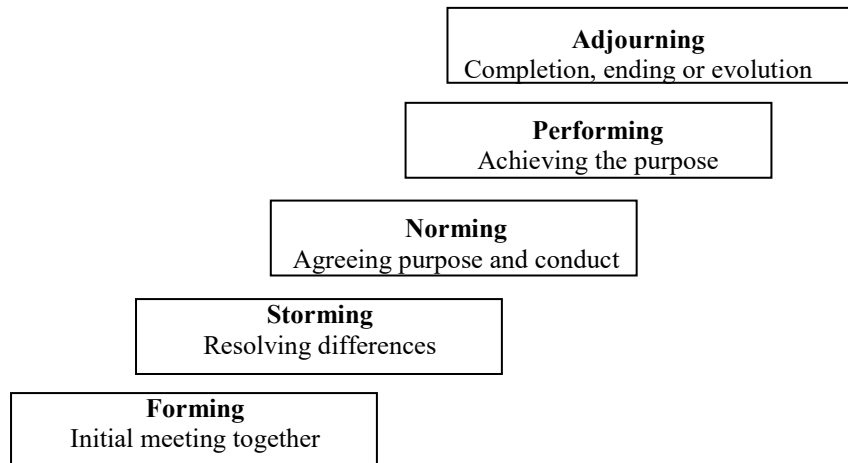 Adjourning
Completion, ending or evolution
Performing
Achieving the purpose
Norming
Agreeing purpose and conduct
Storming
Resolving differences
Forming
Initial meeting together